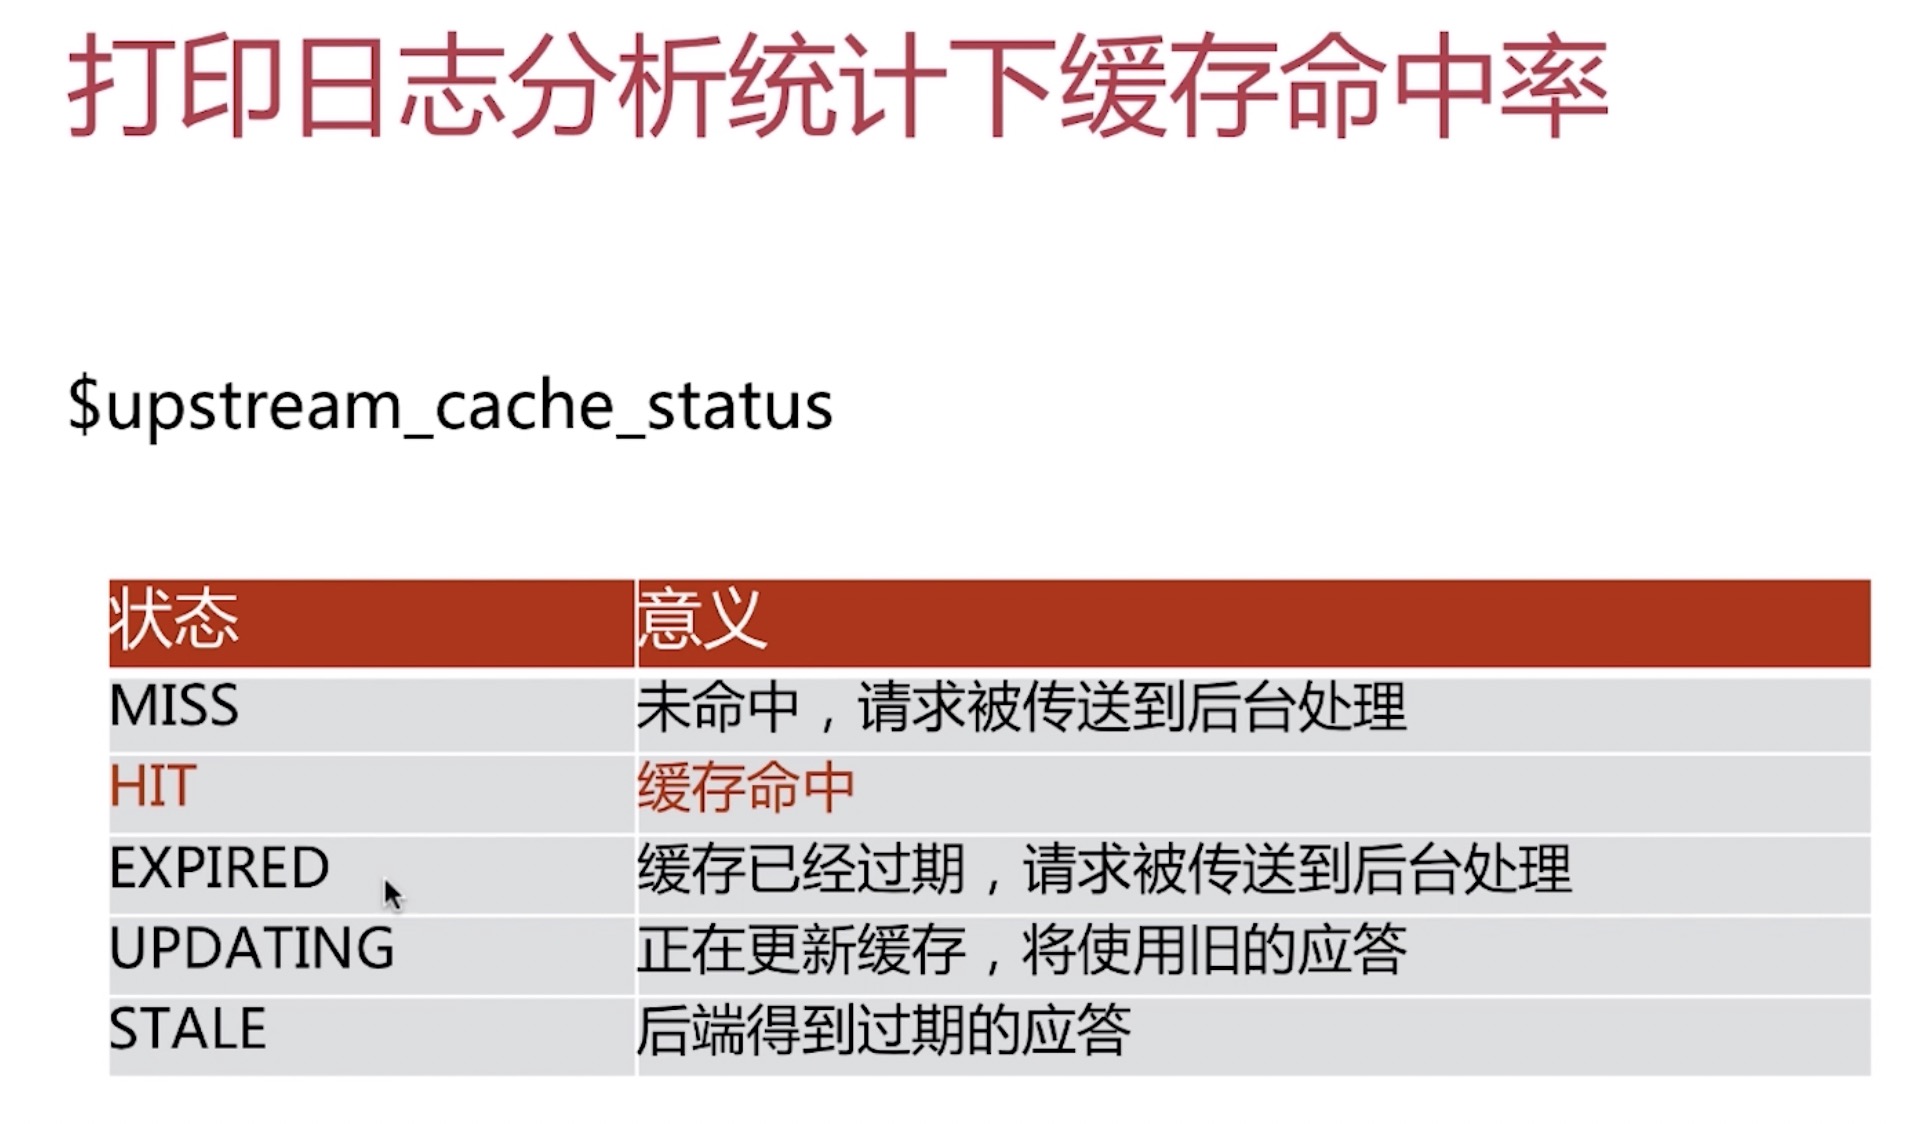 打印日志分析统计下缓存命中率
$upstream_cache_status
状态 意义
MISS 未命中，请求被传送到后台处理
HIT 缓存命中
EXPIRED 缓存已经过期，请求被传送到后台处理
UPDATING 正在更新缓存，将使用旧的应答
STALE 后端得到过期的应答